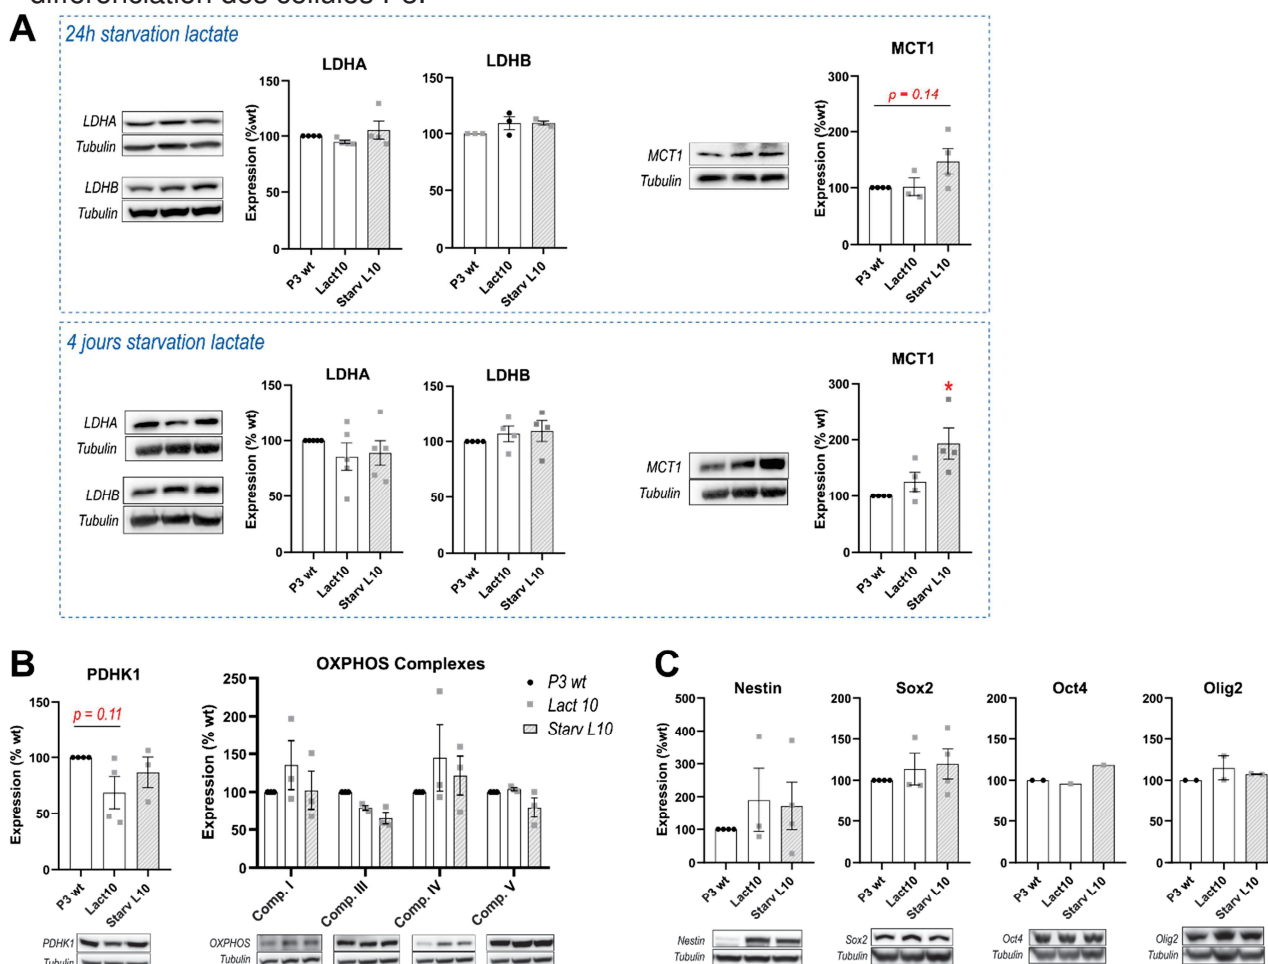 différenciation des cellules P3.
A
24h starvation lactate
LDHA
LDHB
MCT1
LDHA
Tubulin
LDHB
Tubulin
Expression (%wt)
150
100
50
0
P3 wt
Lact10
Starv L10
Expression (%wt)
150
100
50
0
P3 wt
Lact10
Starv L10
MCT1
Tubulin
Expression (%wt)
300
200
100
0
p = 0.14
P3 wt
Lact10
Starv L10
4 jours starvation lactate
LDHA
LDHB
MCT1
LDHA
Tubulin
LDHB
Tubulin
Expression (% wt)
150
100
50
0
P3 wt
Lact10
Starv L10
Expression (% wt)
150
100
50
0
P3 wt
Lact10
Starv L10
MCT1
Tubulin
Expression (% wt)
300
200
100
0
*
P3 wt
Lact10
Starv L10
B
PDHK1
Expression (% wt)
150
100
50
0
p = 0.11
P3 wt
Lact10
Starv L10
PDHK1
Tubulin
OXPHOS Complexes
Expression (% wt)
250
200
150
100
50
0
P3 wt
Lact 10
Starv L10
Comp. I
Comp. III
Comp. IV
Comp. V
OXPHOS
Tubulin
C
Nestin
Expression (%wt)
500
400
300
200
100
0
P3 wt
Lact10
Starv L10
Nestin
Tubulin
Sox2
200
150
100
50
0
P3 wt
Lact10
Starv L10
Sox2
Tubulin
Oct4
200
150
100
50
0
P3 wt
Lact10
Starv L10
Oct4
Tubulin
Olig2
200
150
100
50
0
P3 wt
Lact10
Starv L10
Olig2
Tubulin